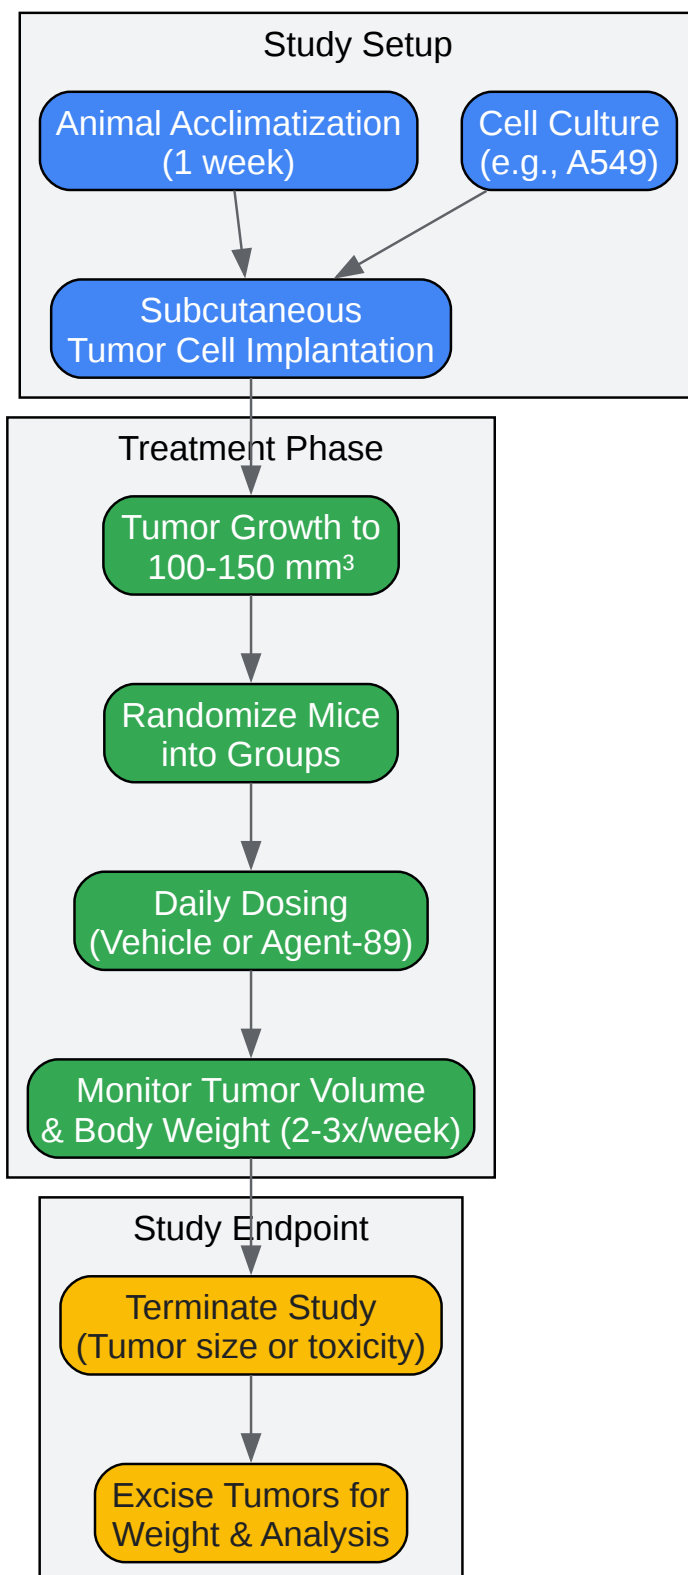 Study Setup
Animal Acclimatization
(1 week)
Cell Culture
(e.g., A549)
Subcutaneous
Tumor Cell Implantation
Treatment Phase
Tumor Growth to
100-150 mm³
Randomize Mice
into Groups
Daily Dosing
(Vehicle or Agent-89)
Monitor Tumor Volume
& Body Weight (2-3x/week)
Study Endpoint
Terminate Study
(Tumor size or toxicity)
Excise Tumors for
Weight & Analysis